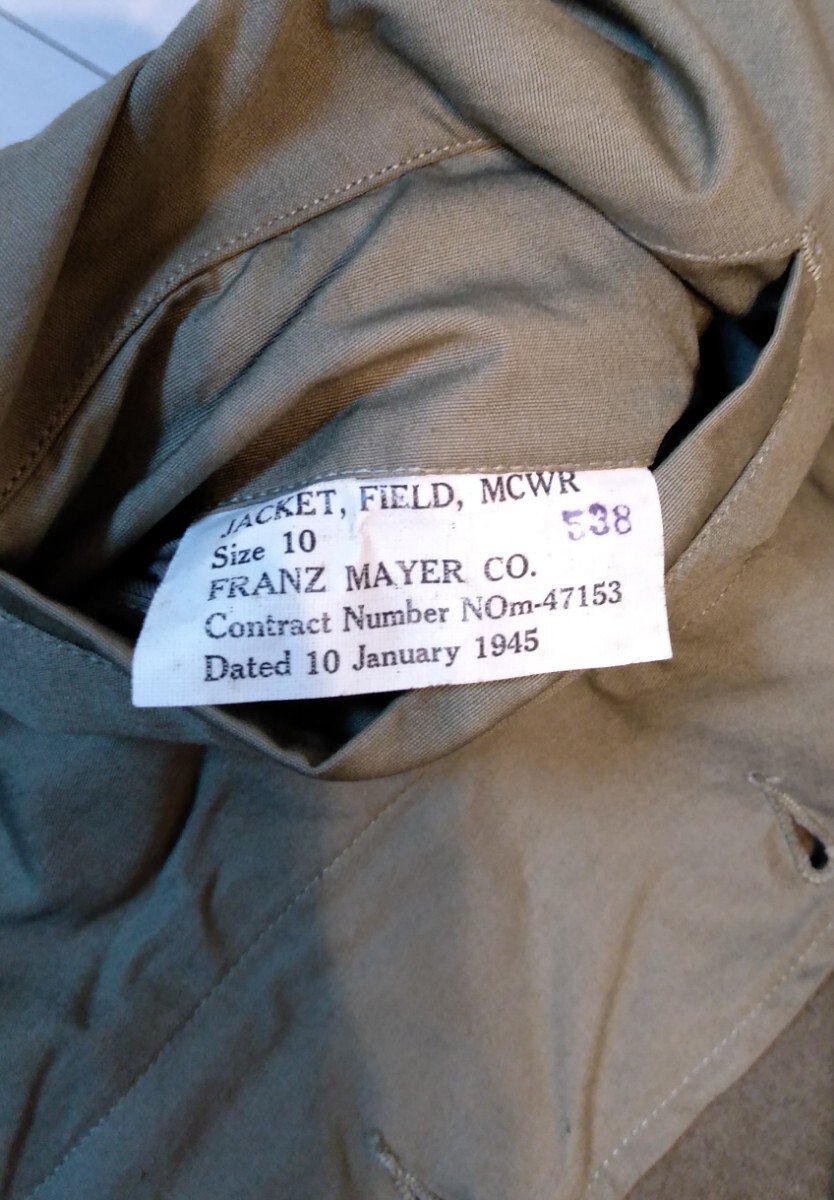 JACKET, FIELD, MCWR
Size 10 538
FRANZ MAYER CO.
Contract Number NOm-47153
Dated 10 January 1945